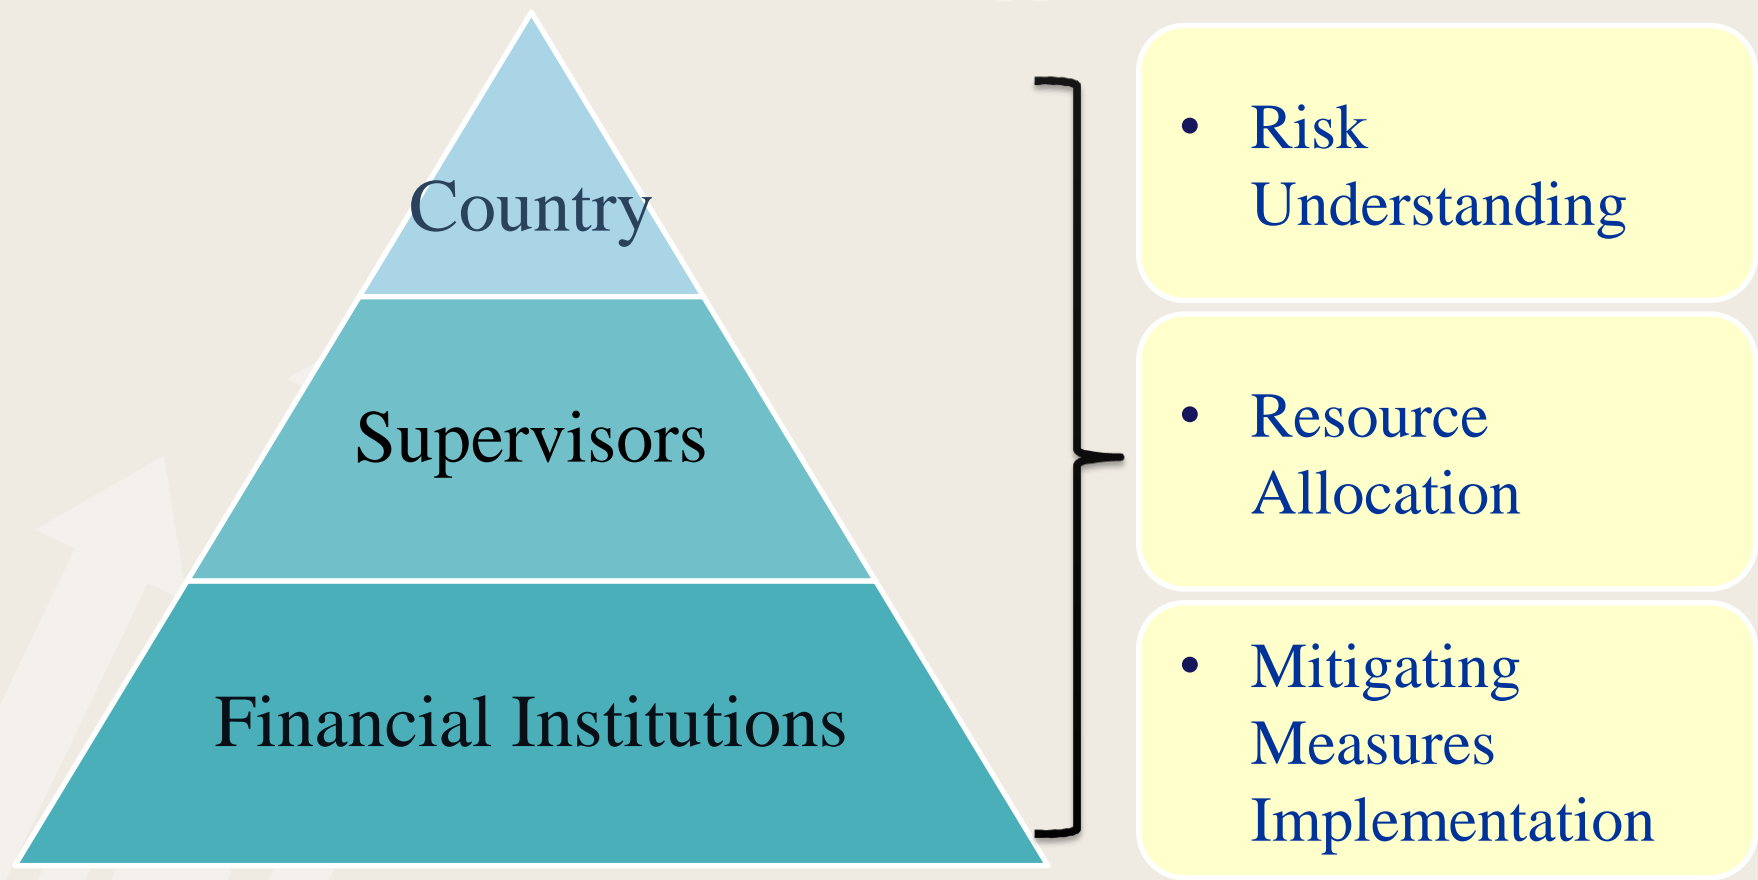 Country
Supervisors
Financial Institutions
• Risk
Understanding
• Resource
Allocation
• Mitigating
Measures
Implementation